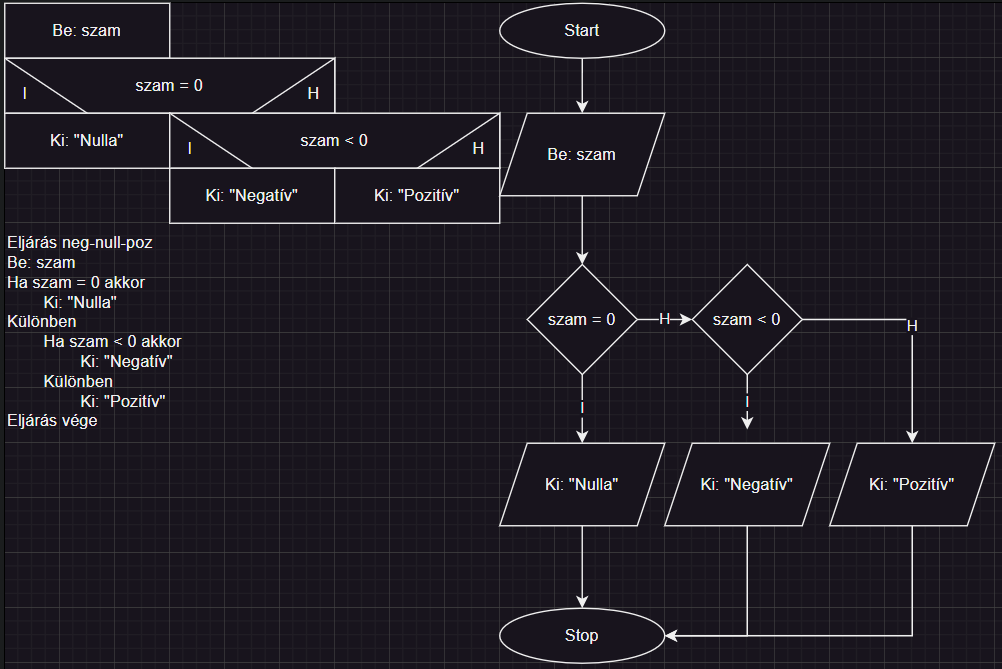 Be: szam
szam = 0
I
H
Ki: "Nulla"
szam < 0
I
H
Ki: "Negatív"
Ki: "Pozitív"
Eljárás neg-null-poz
Be: szam
Ha szam = 0 akkor
Ki: "Nulla"
Különben
Ha szam < 0 akkor
Ki: "Negatív"
Különben
Ki: "Pozitív"
Eljárás vége
Start
Be: szam
szam = 0
H
szam < 0
H
I
I
Ki: "Nulla"
Ki: "Negatív"
Ki: "Pozitív"
Stop